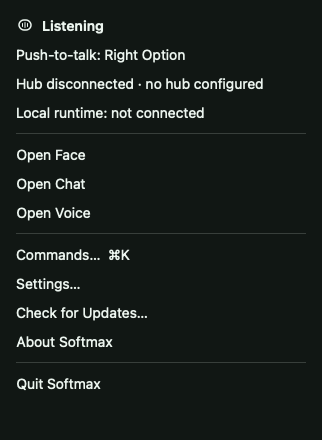 Listening
Push-to-talk: Right Option
Hub disconnected · no hub configured
Local runtime: not connected
Open Face
Open Chat
Open Voice
Commands... ⌘K
Settings...
Check for Updates...
About Softmax
Quit Softmax